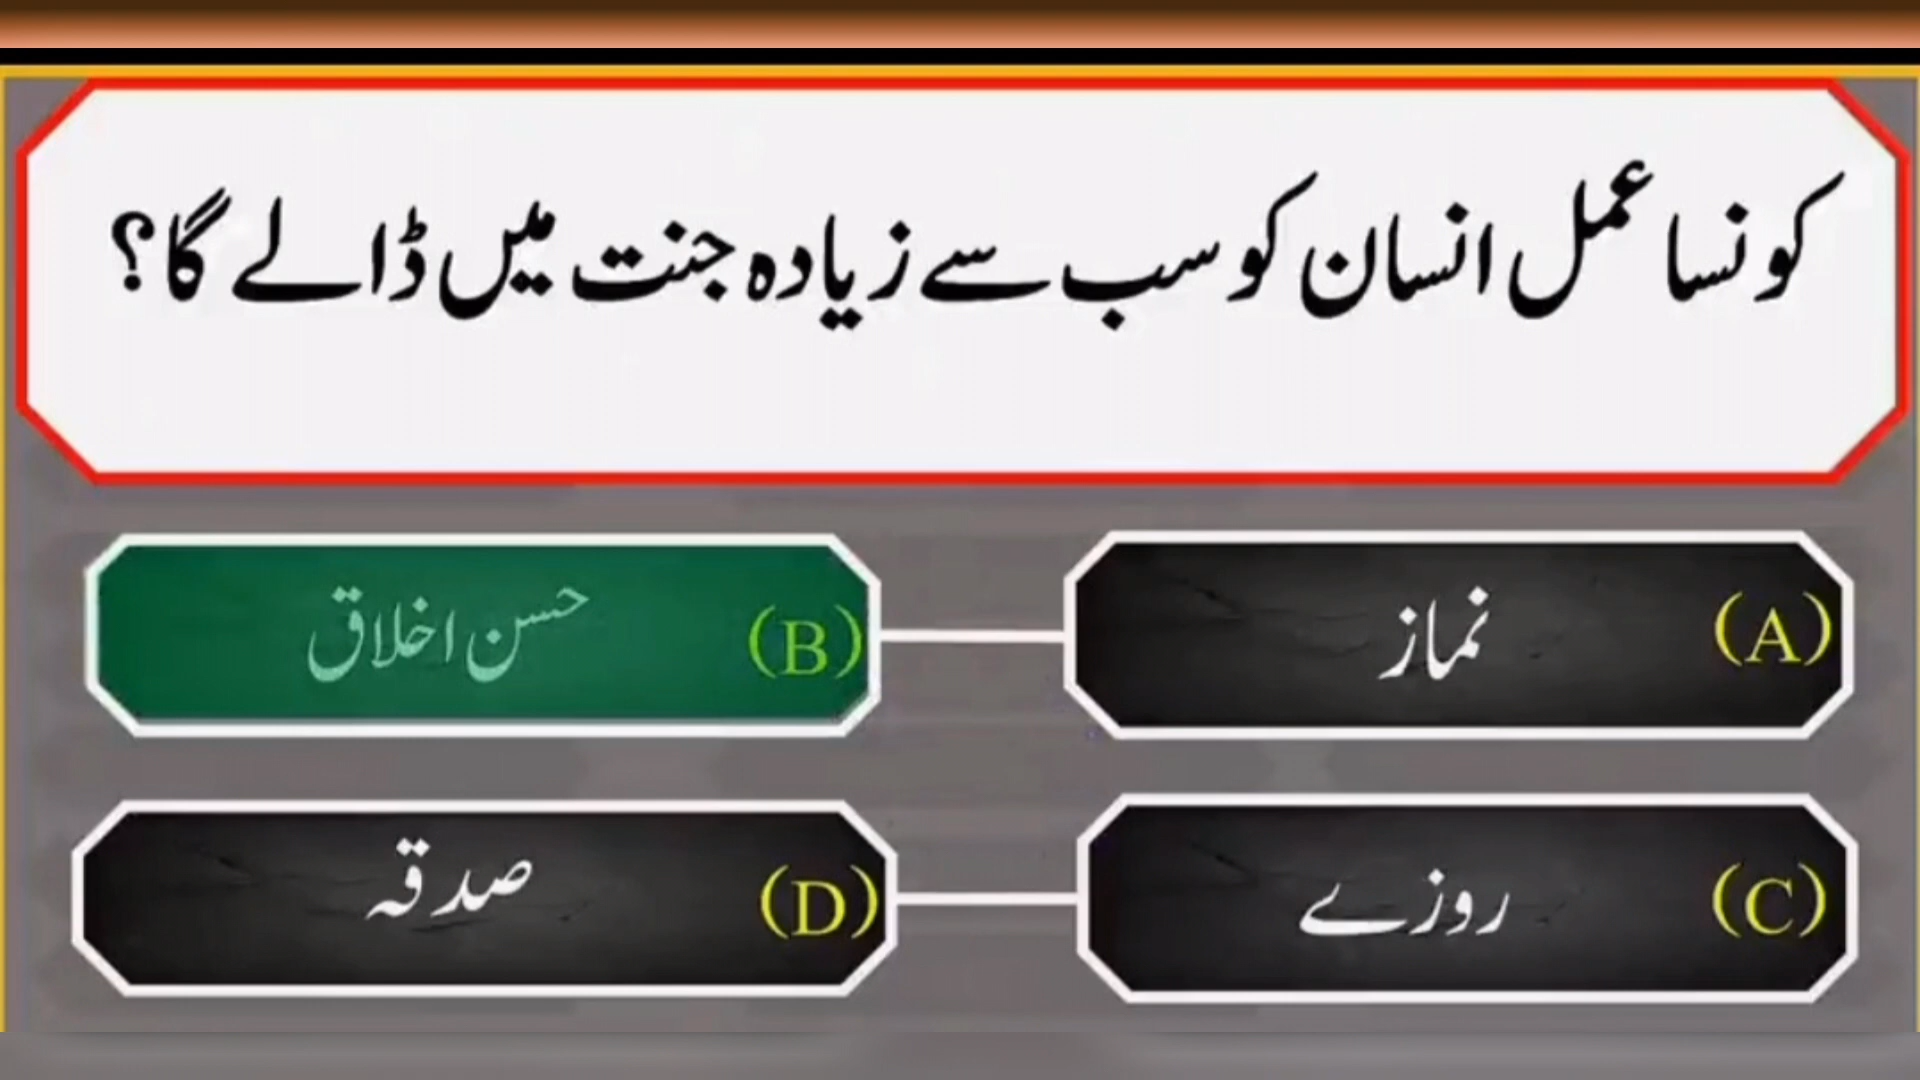 کونسا عمل انسان کو سب سے زیادہ جنت میں ڈالے گا؟
(A) نماز
(B) حسن اخلاق
(C) روزے
(D) صدقہ